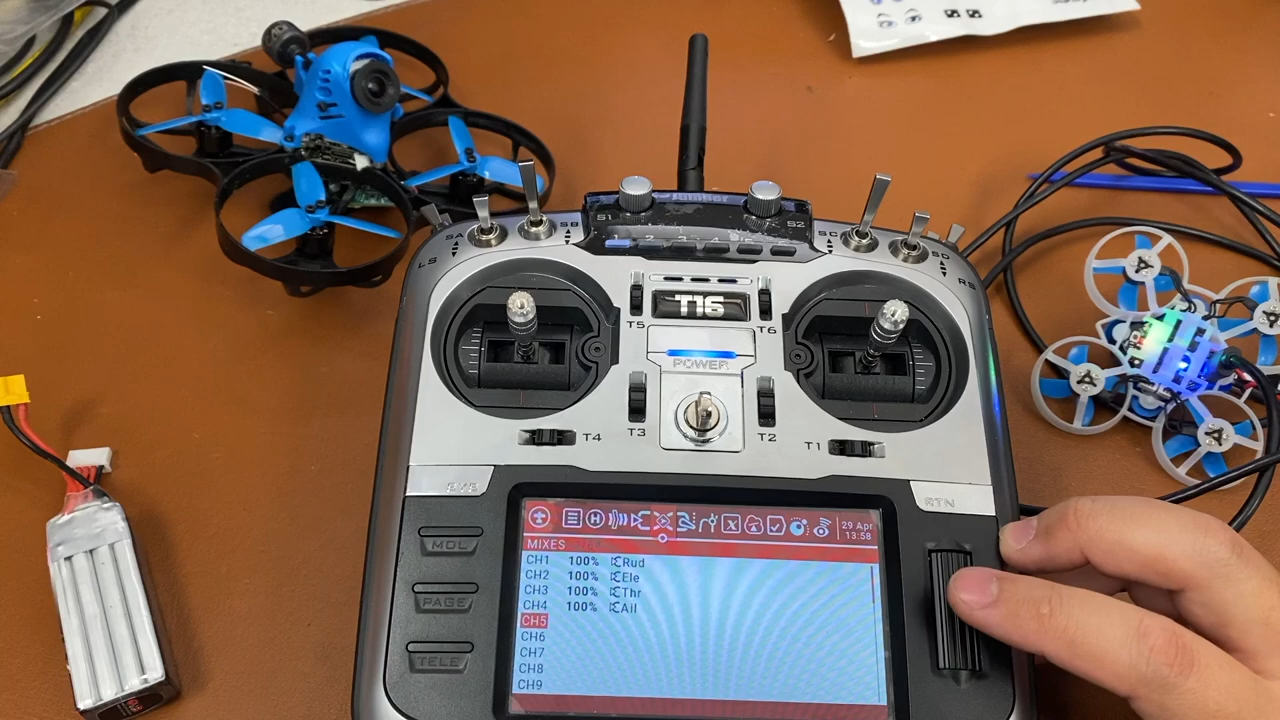 Jumper
S1
S2
SA
SB
SC
SD
LS
RS
T16
T5
T6
POWER
T3
T2
T4
T1
SYS
RTN
MDL
PAGE
TELE
29 Apr
13:58
MIXES
CH1 100% Rud
CH2 100% Ele
CH3 100% Thr
CH4 100% Ail
CH5
CH6
CH7
CH8
CH9